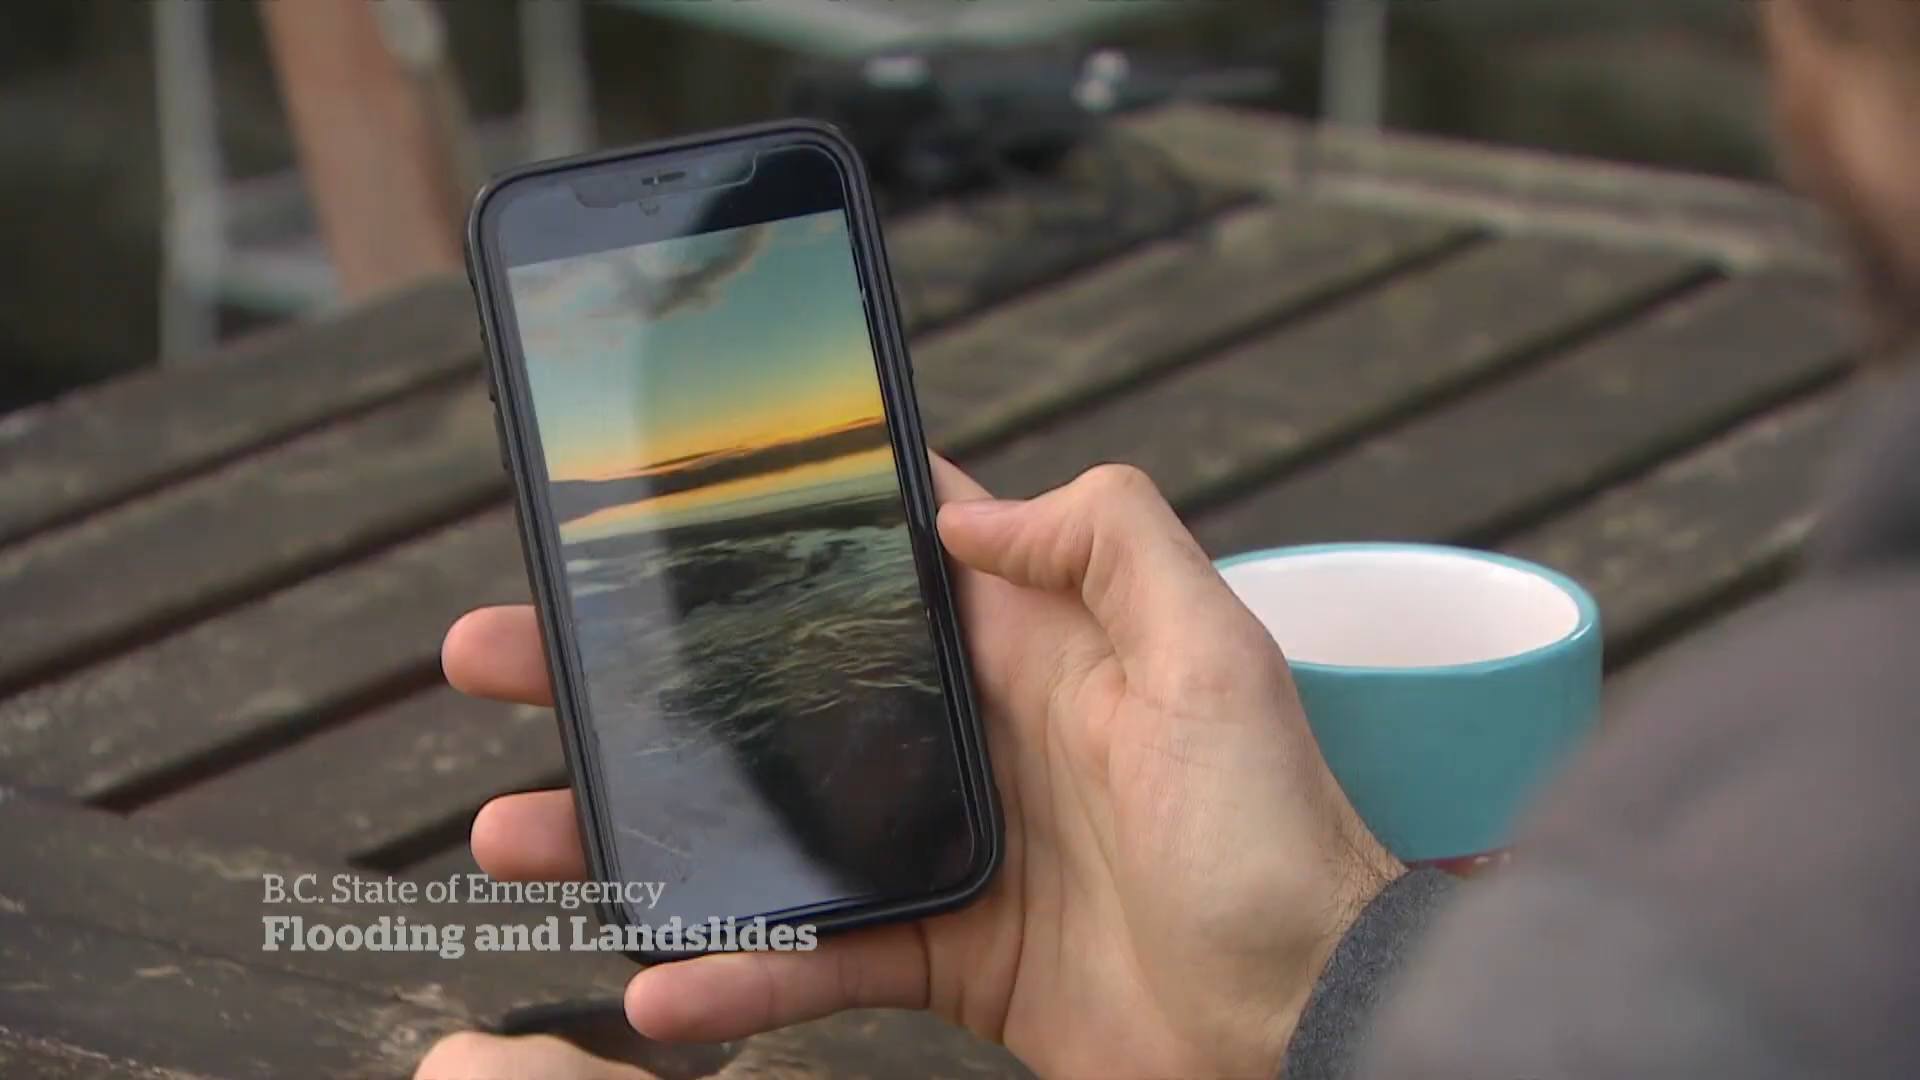 B.C. State of Emergency
Flooding and Landslides